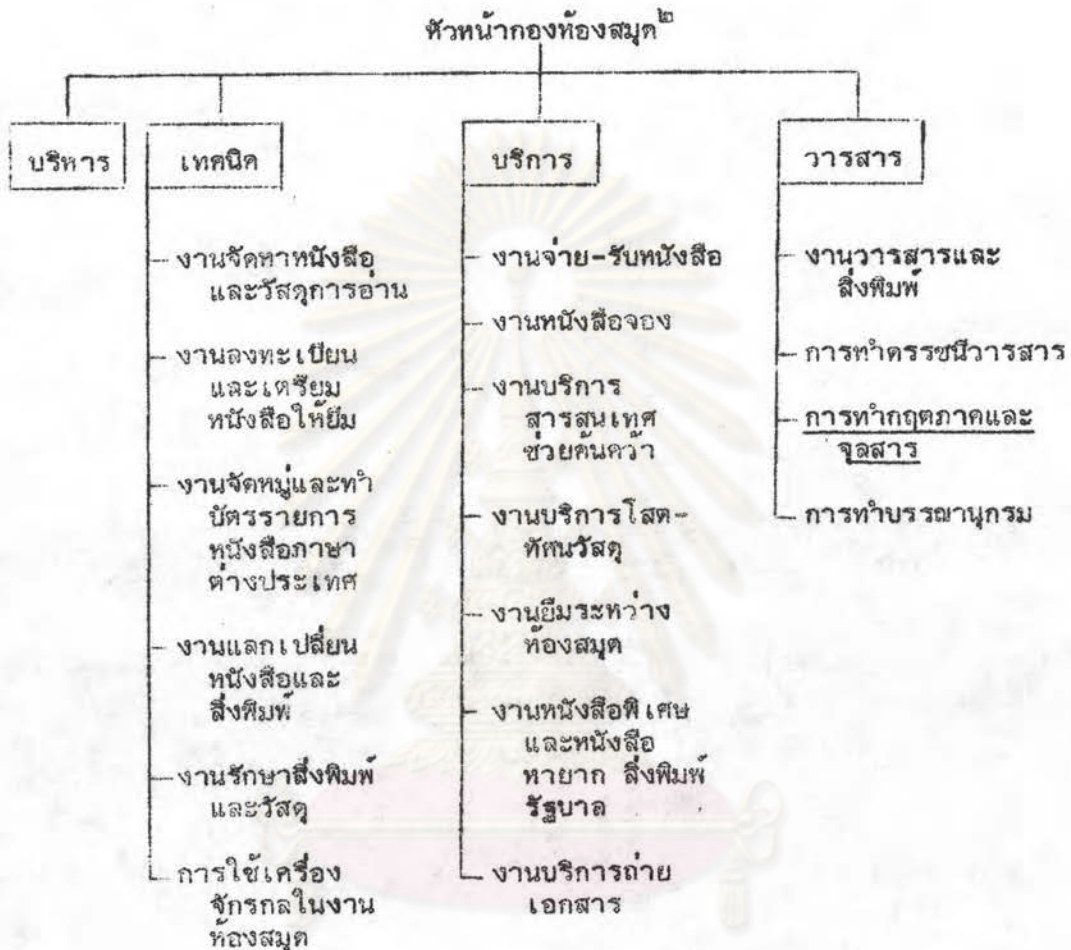 หัวหน้ากองห้องสมุด๒
บริหาร
เทคนิค
งานจัดหาหนังสือ
และวัสดุการอ่าน
งานลงทะเบียน
และเตรียม
หนังสือให้ยืม
งานจัดหมู่และทำ
บัตรรายการ
หนังสือภาษา
ต่างประเทศ
งานแลกเปลี่ยน
หนังสือและ
สิ่งพิมพ์
งานรักษาสิ่งพิมพ์
และวัสดุ
การใช้เครื่อง
จักรกลในงาน
ห้องสมุด
บริการ
งานจ่าย-รับหนังสือ
งานหนังสือจอง
งานบริการ
สารสนเทศ
ช่วยค้นคว้า
งานบริการโสต-
ทัศนวัสดุ
งานยืมระหว่าง
ห้องสมุด
งานหนังสือพิเศษ
และหนังสือ
หายาก สิ่งพิมพ์
รัฐบาล
งานบริการถ่าย
เอกสาร
วารสาร
งานวารสารและ
สิ่งพิมพ์
การทำดรรชนีวารสาร
การทำกฤตภาคและ
จุลสาร
การทำบรรณานุกรม